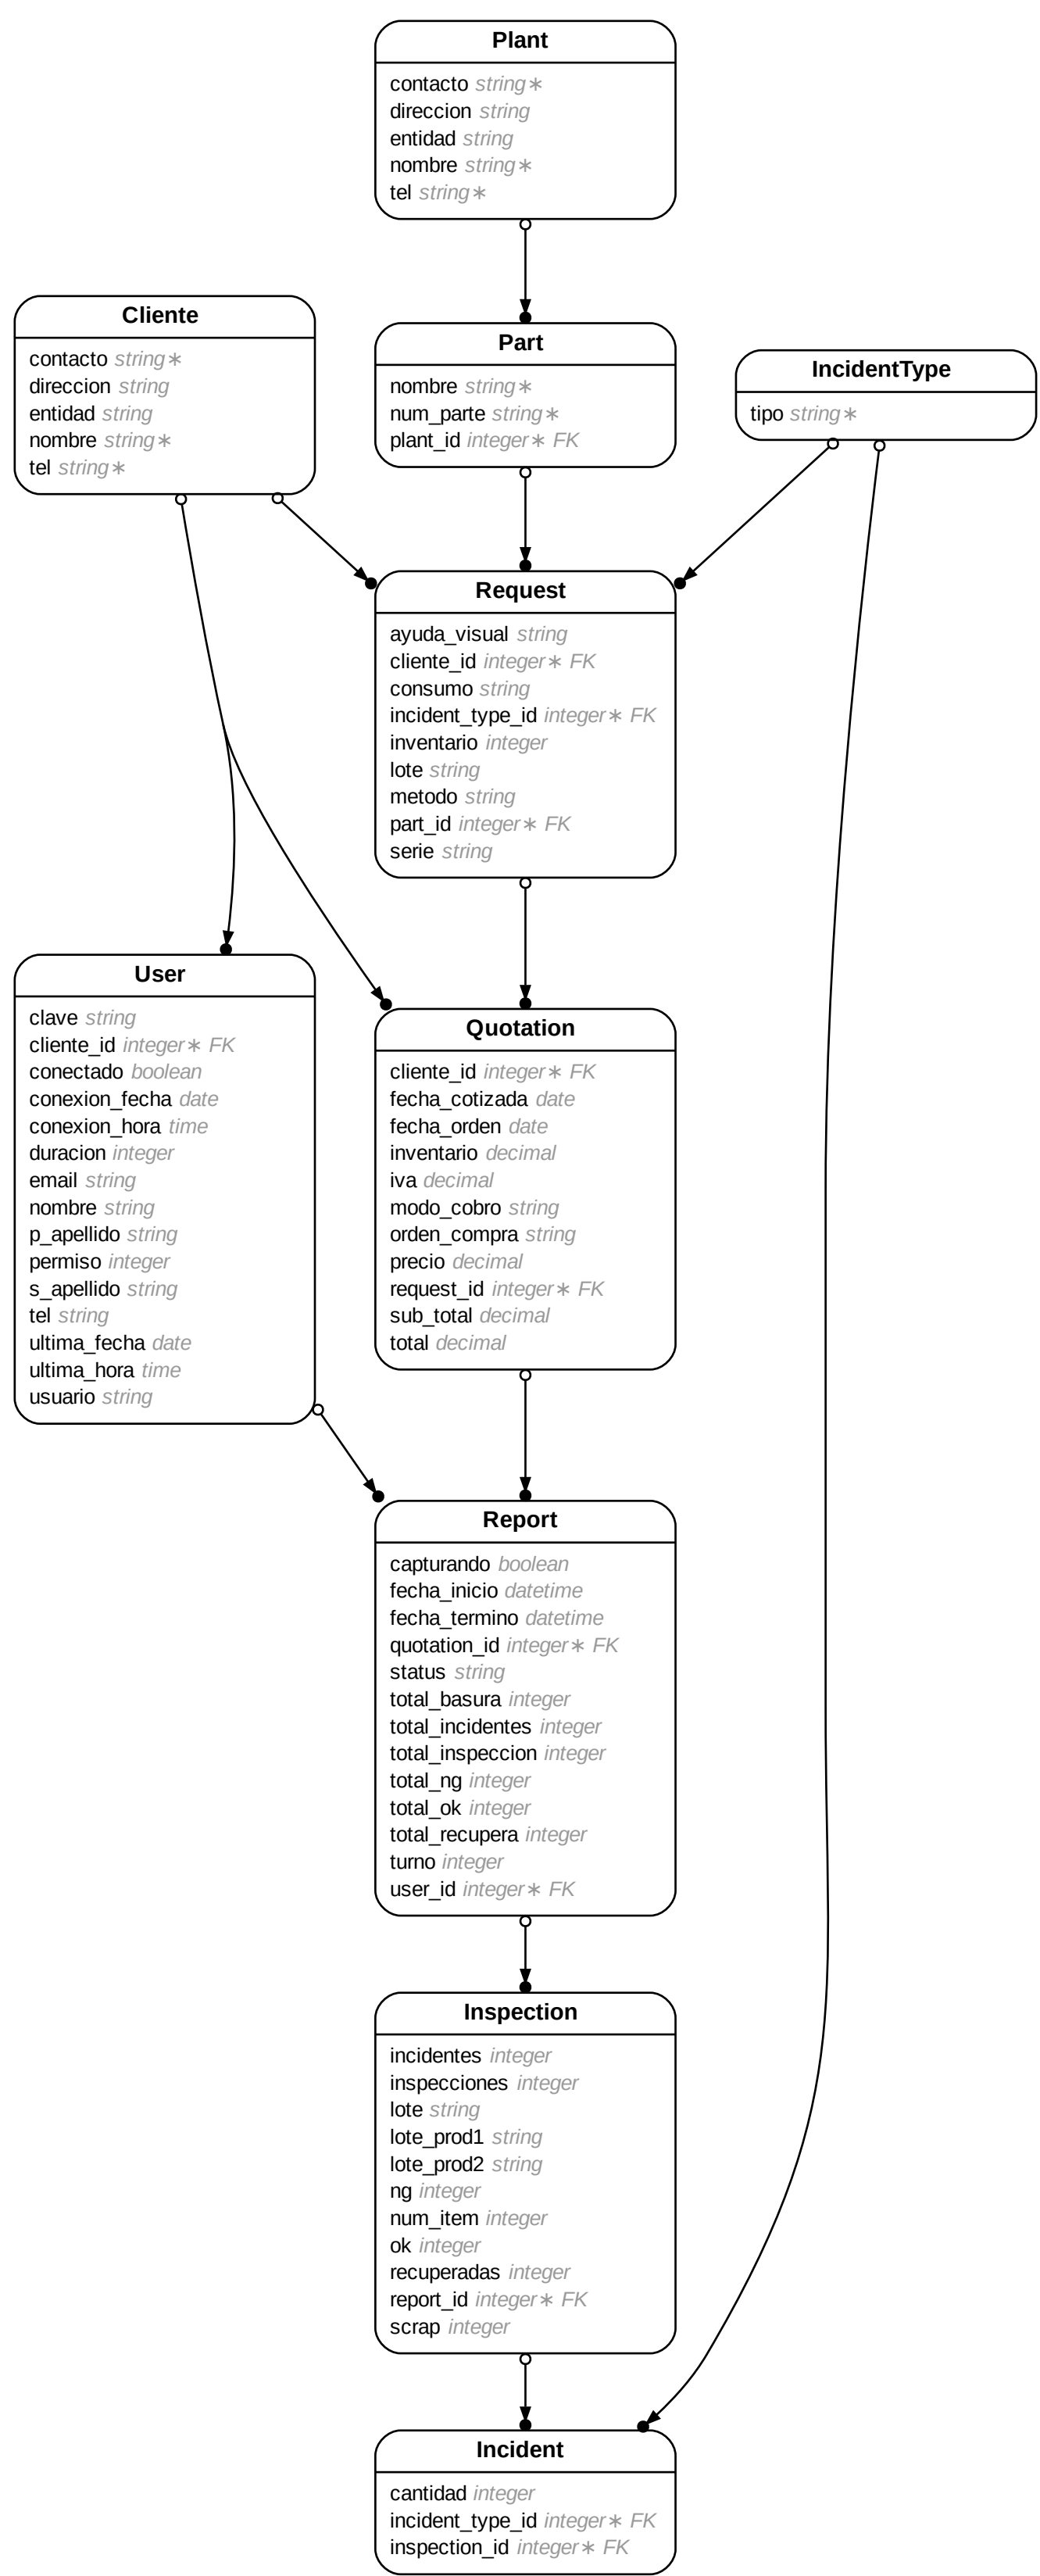 Plant
contacto string∗
direccion string
entidad string
nombre string∗
tel string∗
Cliente
contacto string∗
direccion string
entidad string
nombre string∗
tel string∗
Part
nombre string∗
num_parte string∗
plant_id integer∗ FK
IncidentType
tipo string∗
Request
ayuda_visual string
cliente_id integer∗ FK
consumo string
incident_type_id integer∗ FK
inventario integer
lote string
metodo string
part_id integer∗ FK
serie string
User
clave string
cliente_id integer∗ FK
conectado boolean
conexion_fecha date
conexion_hora time
duracion integer
email string
nombre string
p_apellido string
permiso integer
s_apellido string
tel string
ultima_fecha date
ultima_hora time
usuario string
Quotation
cliente_id integer∗ FK
fecha_cotizada date
fecha_orden date
inventario decimal
iva decimal
modo_cobro string
orden_compra string
precio decimal
request_id integer∗ FK
sub_total decimal
total decimal
Report
capturando boolean
fecha_inicio datetime
fecha_termino datetime
quotation_id integer∗ FK
status string
total_basura integer
total_incidentes integer
total_inspeccion integer
total_ng integer
total_ok integer
total_recupera integer
turno integer
user_id integer∗ FK
Inspection
incidentes integer
inspecciones integer
lote string
lote_prod1 string
lote_prod2 string
ng integer
num_item integer
ok integer
recuperadas integer
report_id integer∗ FK
scrap integer
Incident
cantidad integer
incident_type_id integer∗ FK
inspection_id integer∗ FK